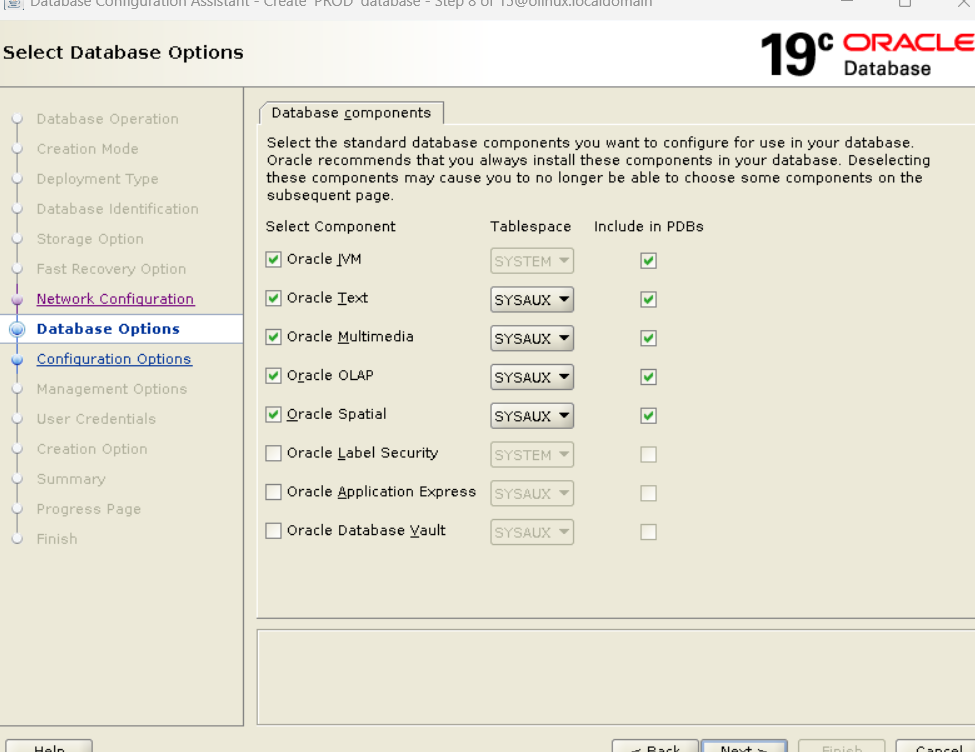 Database Configuration Assistant - Create 'PROD' database - Step 8 of 15@olinux.localdomain
Select Database Options
19c ORACLE
Database
Database Operation
Creation Mode
Deployment Type
Database Identification
Storage Option
Fast Recovery Option
Network Configuration
Database Options
Configuration Options
Management Options
User Credentials
Creation Option
Summary
Progress Page
Finish
Database components
Select the standard database components you want to configure for use in your database.
Oracle recommends that you always install these components in your database. Deselecting
these components may cause you to no longer be able to choose some components on the
subsequent page.
Select Component Tablespace Include in PDBs
Oracle JVM SYSTEM
Oracle Text SYSAUX
Oracle Multimedia SYSAUX
Oracle OLAP SYSAUX
Oracle Spatial SYSAUX
Oracle Label Security SYSTEM
Oracle Application Express SYSAUX
Oracle Database Vault SYSAUX
Help < Back Next > Finish Cancel